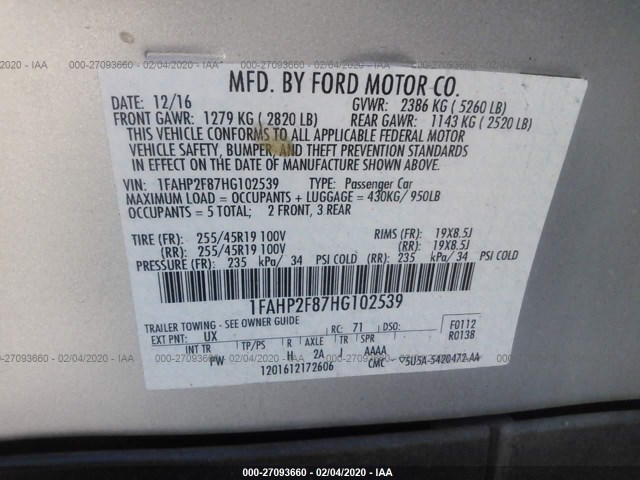 000-27093660 - 02/04/2020 - IAA
MFD. BY FORD MOTOR CO.
DATE: 12/16 GVWR: 2386 KG ( 5260 LB)
FRONT GAWR: 1279 KG ( 2820 LB) REAR GAWR: 1143 KG ( 2520 LB)
THIS VEHICLE CONFORMS TO ALL APPLICABLE FEDERAL MOTOR
VEHICLE SAFETY, BUMPER, AND THEFT PREVENTION STANDARDS
IN EFFECT ON THE DATE OF MANUFACTURE SHOWN ABOVE.
VIN: 1FAHP2F87HG102539 TYPE: Passenger Car
MAXIMUM LOAD = OCCUPANTS + LUGGAGE = 430KG/ 950LB
OCCUPANTS = 5 TOTAL; 2 FRONT, 3 REAR
TIRE (FR): 255/45R19 100V RIMS (FR): 19X8.5J
(RR): 255/45R19 100V (RR): 19X8.5J
PRESSURE (FR): 235 kPa/ 34 PSI COLD (RR): 235 kPa/ 34 PSI COLD
1FAHP2F87HG102539
TRAILER TOWING - SEE OWNER GUIDE
F0112
R0138
EXT PNT: UX RC: 71
INT TR TP/PS R AXLE TR SPR
FW H 2A J AAAA
1201612172606 CMC
5U5A-5420472-AA
000-27093660 - 02/04/2020 - IAA